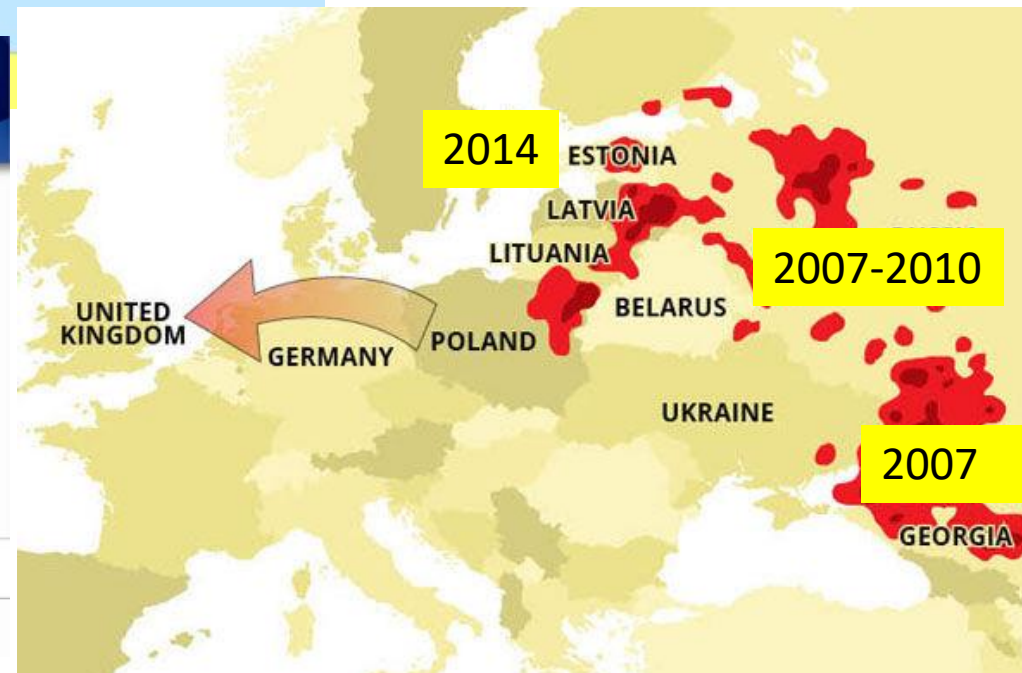 2014
ESTONIA
LATVIA
LITUANIA
2007-2010
BELARUS
UNITED
KINGDOM
GERMANY
POLAND
UKRAINE
2007
GEORGIA